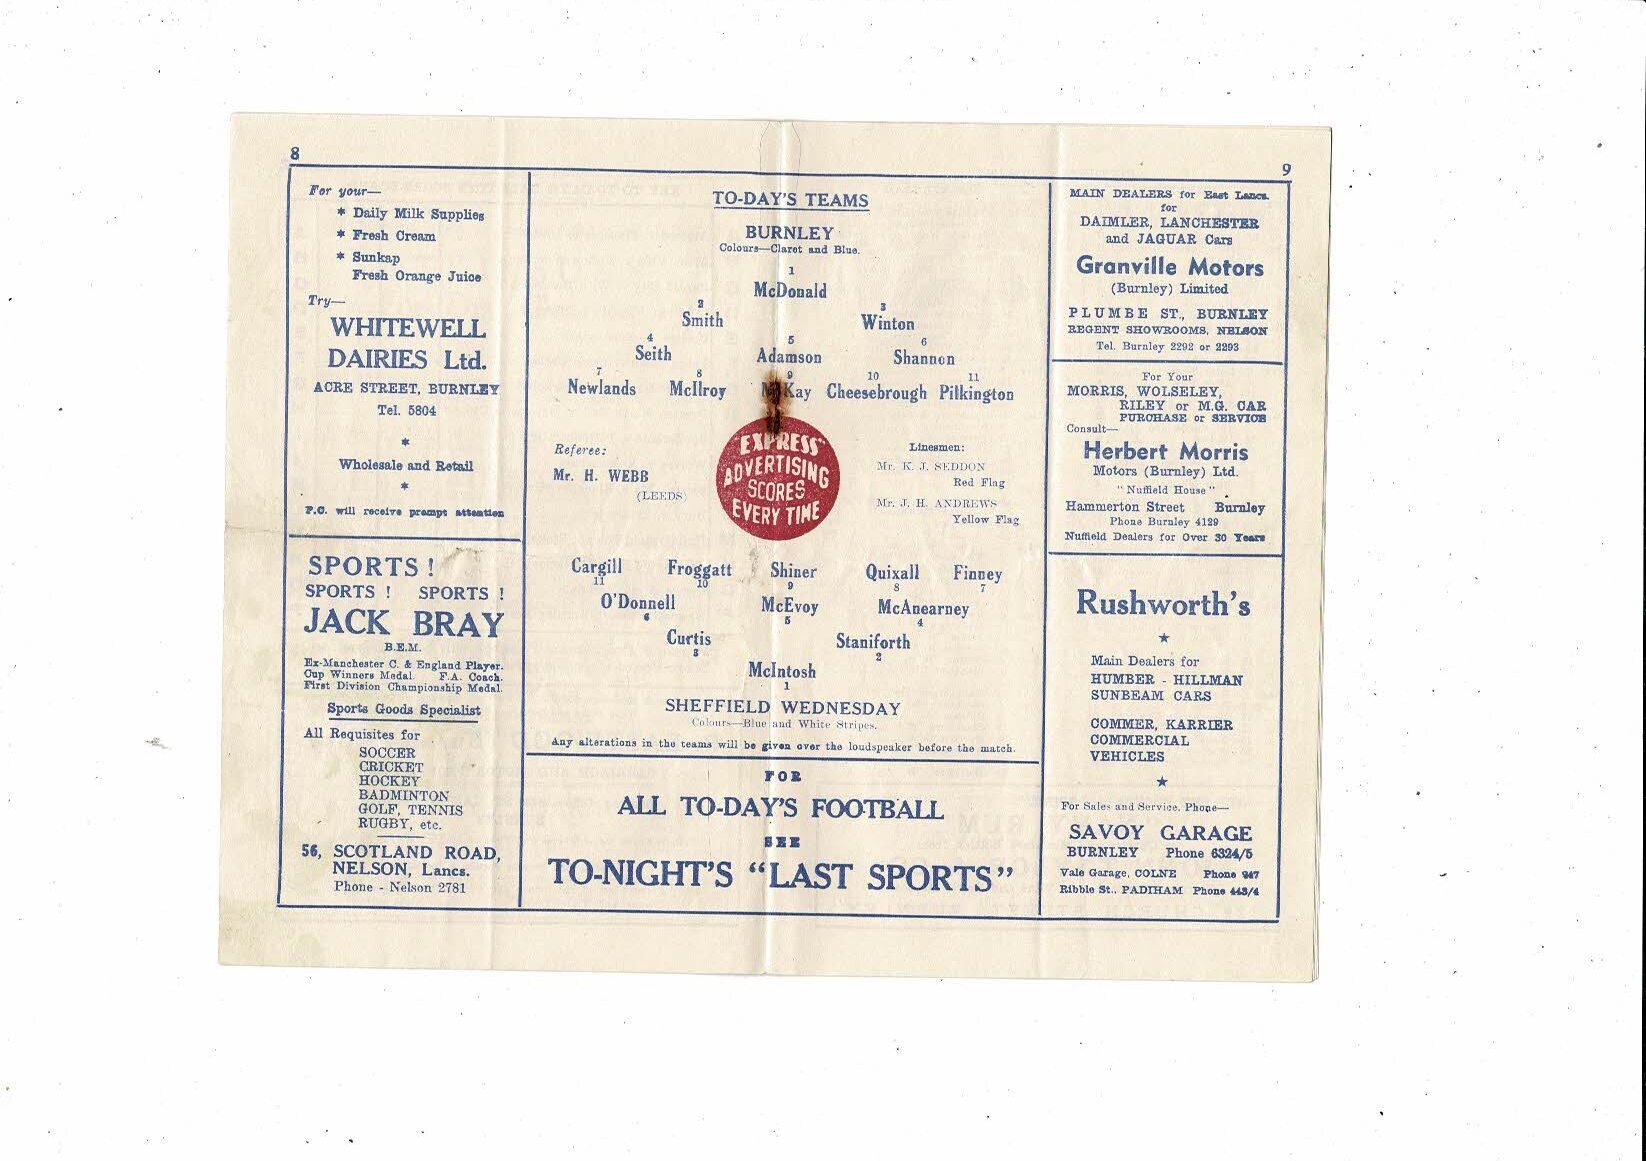 8
For your—
* Daily Milk Supplies
* Fresh Cream
* Sunkap
Fresh Orange Juice
Try—
WHITEWELL
DAIRIES Ltd.
ACRE STREET, BURNLEY
Tel. 5804
*
Wholesale and Retail
*
P.C. will receive prompt attention
SPORTS !
SPORTS ! SPORTS !
JACK BRAY
B.E.M.
Ex-Manchester C. & England Player.
Cup Winners Medal. F.A. Coach.
First Division Championship Medal.
Sports Goods Specialist
All Requisites for
SOCCER
CRICKET
HOCKEY
BADMINTON
GOLF, TENNIS
RUGBY, etc.
56, SCOTLAND ROAD,
NELSON, Lancs.
Phone - Nelson 2781
TO-DAY'S TEAMS
BURNLEY
Colours—Claret and Blue.
1
McDonald
2 3
Smith Winton
4 5 6
Seith Adamson Shannon
7 8 9 10 11
Newlands McIlroy McKay Cheesebrough Pilkington
Referee:
Mr. H. WEBB
(LEEDS)
"EXPRESS"
ADVERTISING
SCORES
EVERY TIME
Linesmen:
Mr. K. J. SEDDON
Red Flag
Mr. J. H. ANDREWS
Yellow Flag
Cargill Froggatt Shiner Quixall Finney
11 10 9 8 7
O'Donnell McEvoy McAnearney
6 5 4
Curtis Staniforth
3 2
McIntosh
1
SHEFFIELD WEDNESDAY
Colours—Blue and White Stripes.
Any alterations in the teams will be given over the loudspeaker before the match.
FOR
ALL TO-DAY'S FOOTBALL
SEE
TO-NIGHT'S "LAST SPORTS"
9
MAIN DEALERS for East Lancs.
for
DAIMLER, LANCHESTER
and JAGUAR Cars
Granville Motors
(Burnley) Limited
PLUMBE ST., BURNLEY
REGENT SHOWROOMS, NELSON
Tel. Burnley 2292 or 2293
For Your
MORRIS, WOLSELEY,
RILEY or M.G. CAR
PURCHASE or SERVICE
Consult—
Herbert Morris
Motors (Burnley) Ltd.
"Nuffield House"
Hammerton Street Burnley
Phone Burnley 4129
Nuffield Dealers for Over 30 Years
Rushworth's
★
Main Dealers for
HUMBER - HILLMAN
SUNBEAM CARS
COMMER, KARRIER
COMMERCIAL
VEHICLES
★
For Sales and Service, Phone—
SAVOY GARAGE
BURNLEY Phone 6324/5
Vale Garage, COLNE Phone 947
Ribble St., PADIHAM Phone 443/4